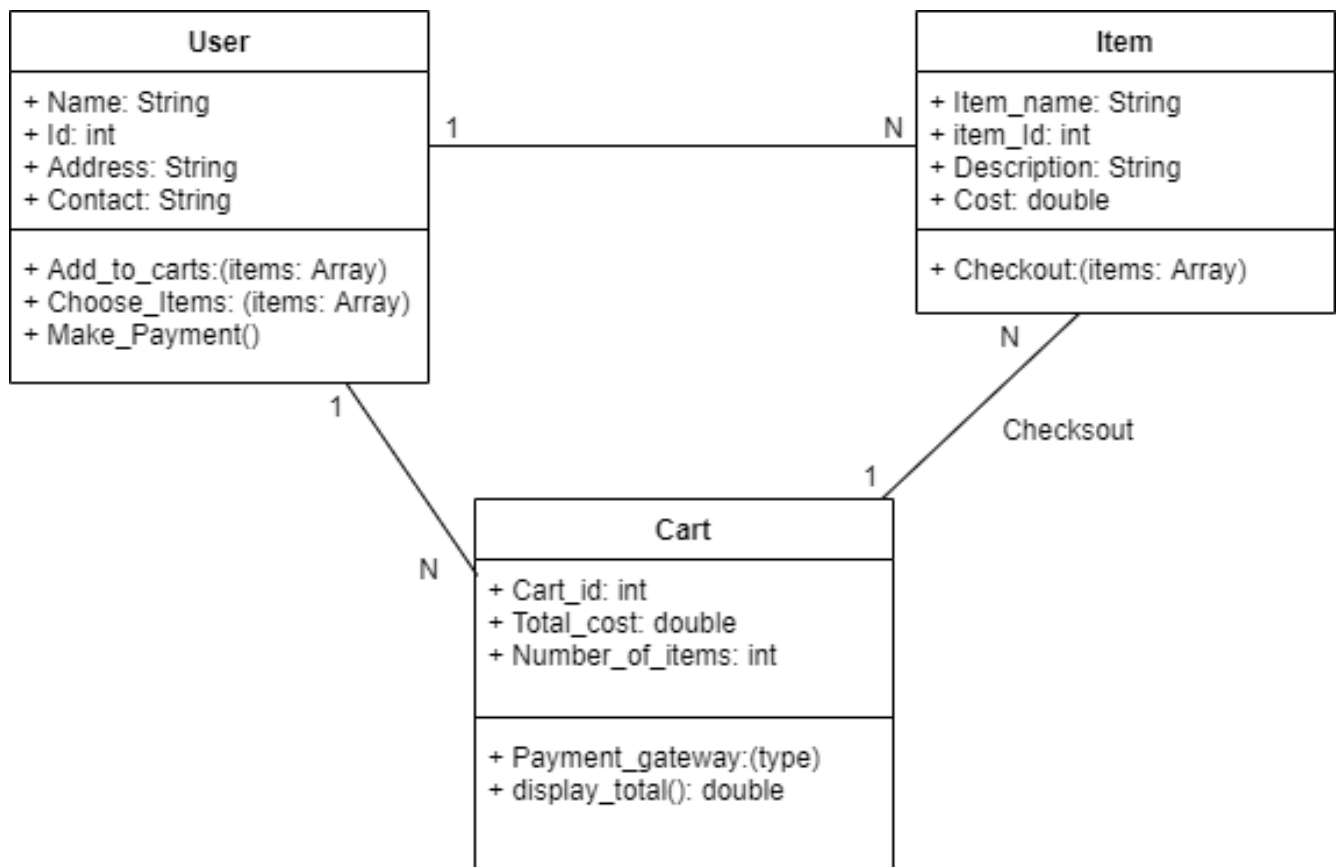 User
+ Name: String
+ Id: int
+ Address: String
+ Contact: String
+ Add_to_carts:(items: Array)
+ Choose_Items: (items: Array)
+ Make_Payment()
1
N
Item
+ Item_name: String
+ item_Id: int
+ Description: String
+ Cost: double
+ Checkout:(items: Array)
1
N
N
Checksout
1
Cart
+ Cart_id: int
+ Total_cost: double
+ Number_of_items: int
+ Payment_gateway:(type)
+ display_total(): double